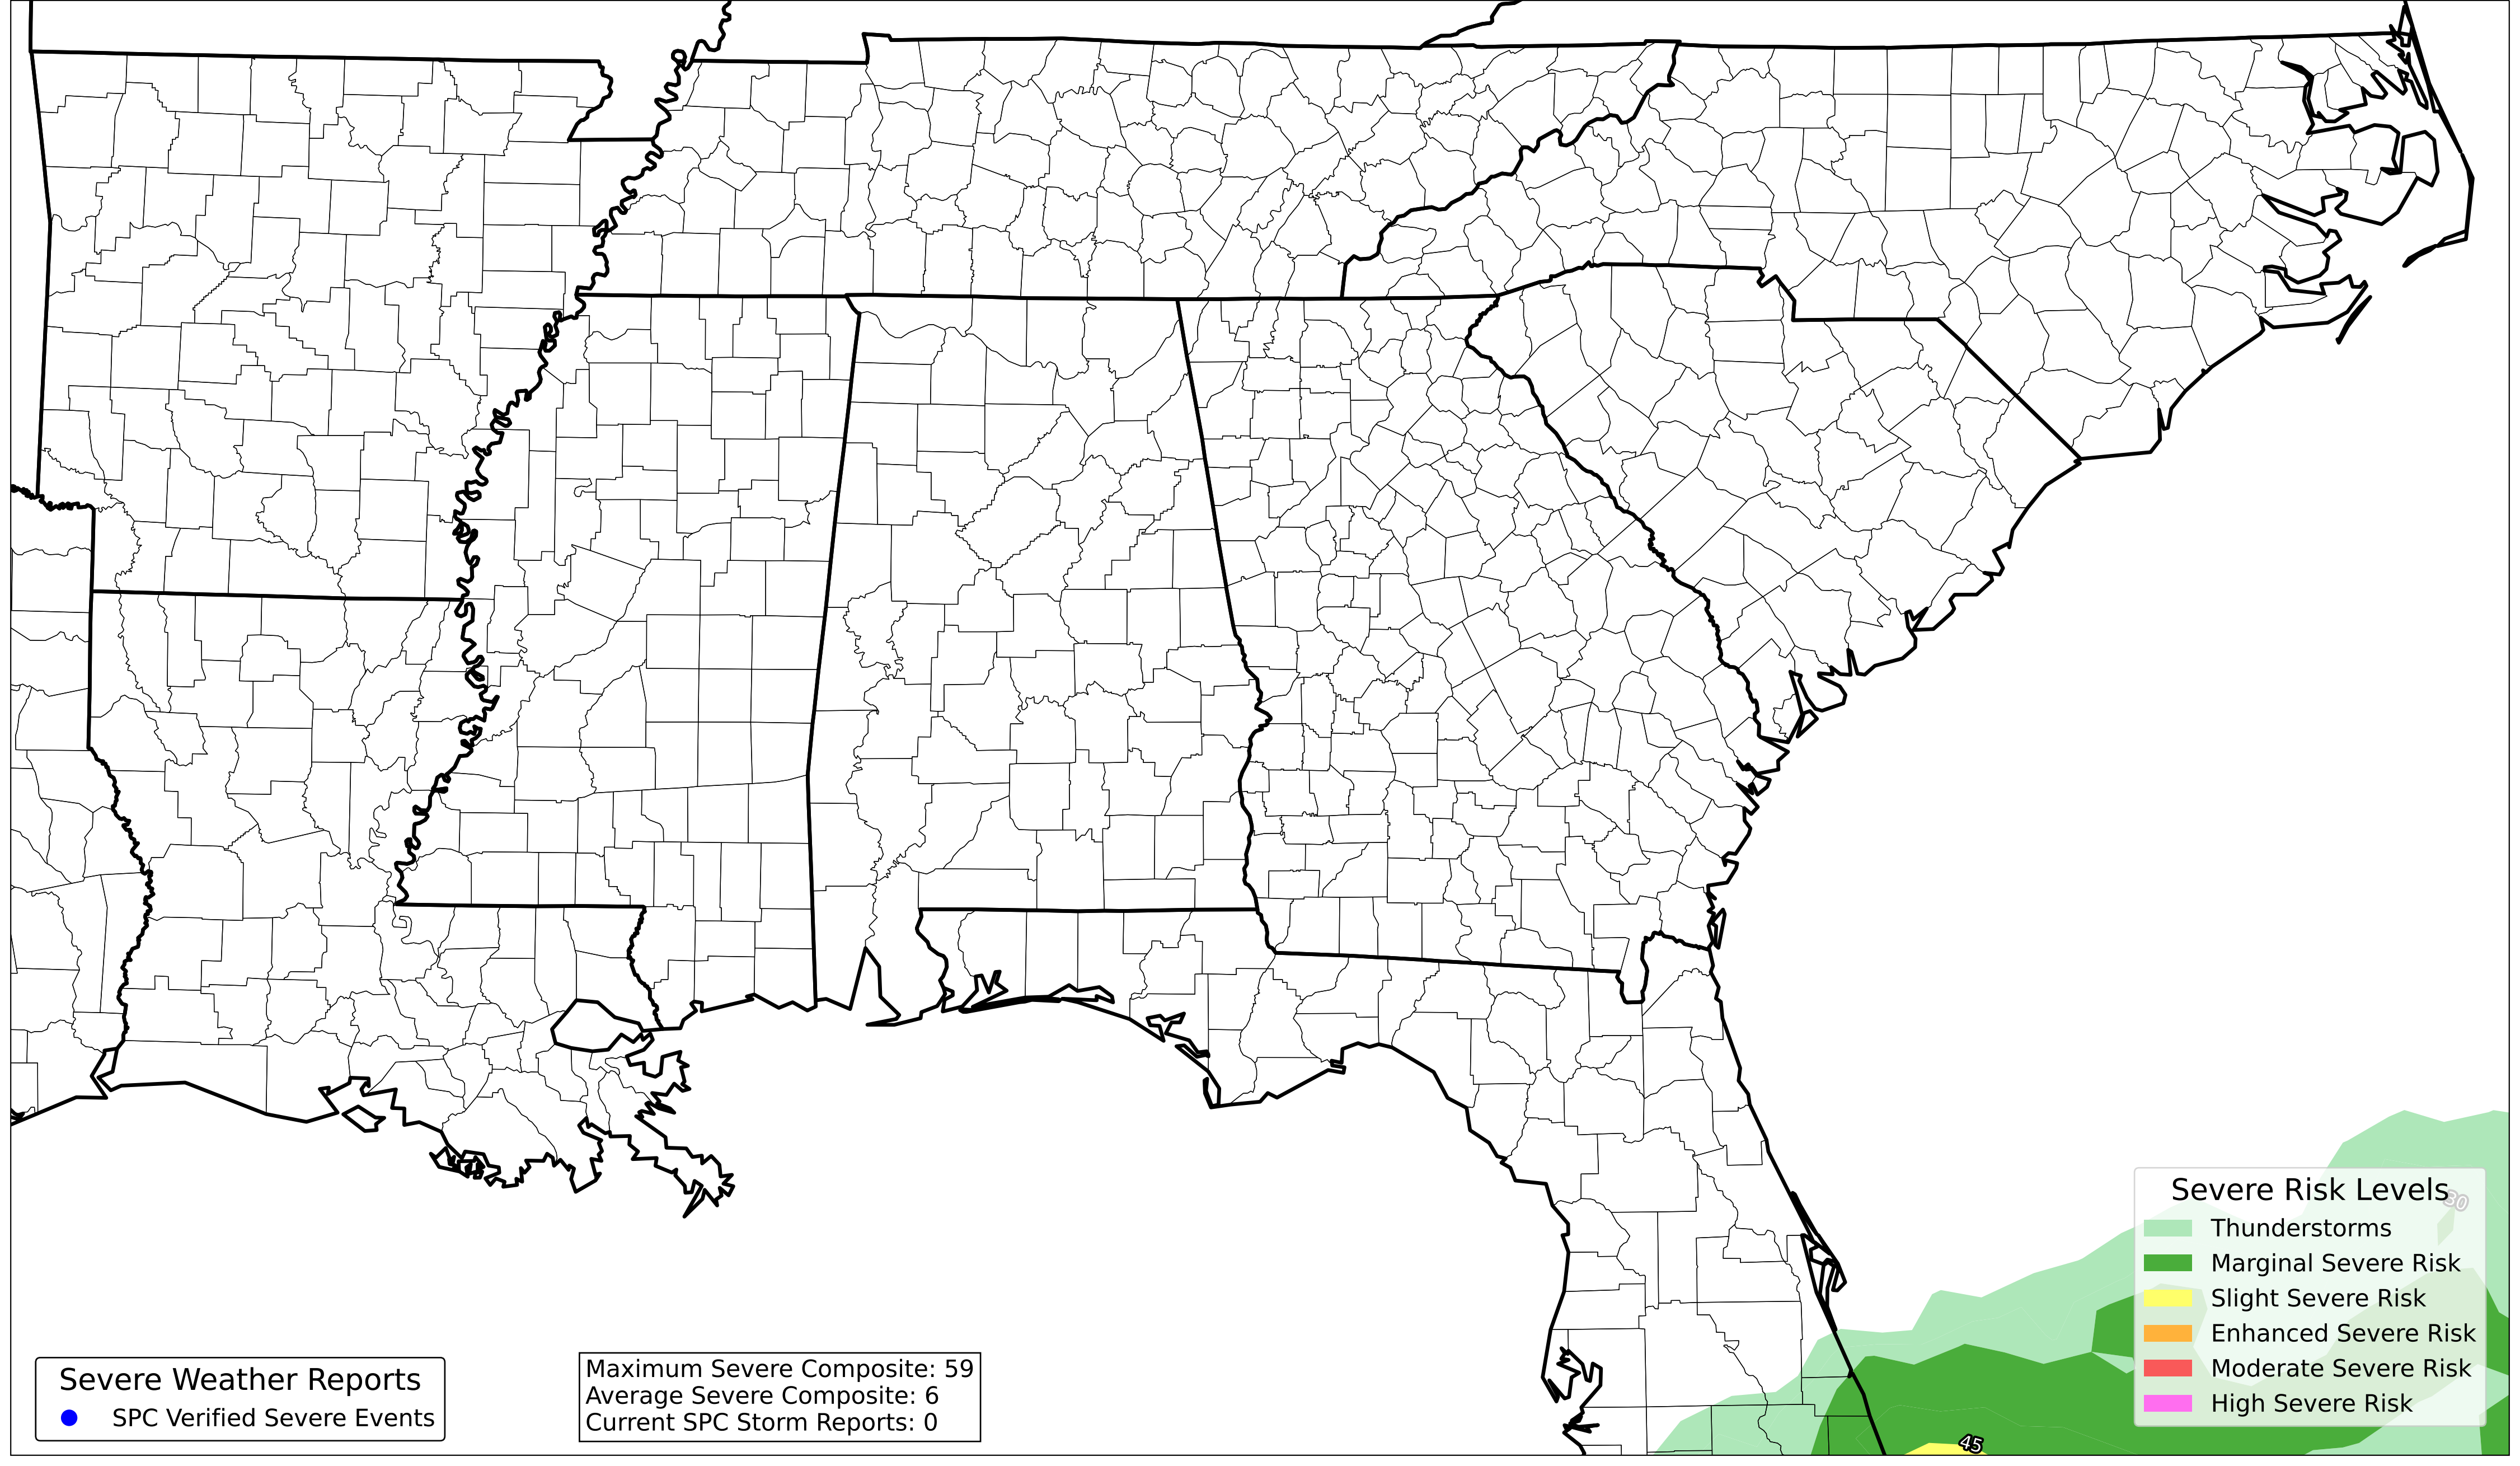 Severe Risk Levels
30
Thunderstorms
Marginal Severe Risk
Slight Severe Risk
Enhanced Severe Risk
Moderate Severe Risk
High Severe Risk
Severe Weather Reports
SPC Verified Severe Events
Maximum Severe Composite: 59
Average Severe Composite: 6
Current SPC Storm Reports: 0
45